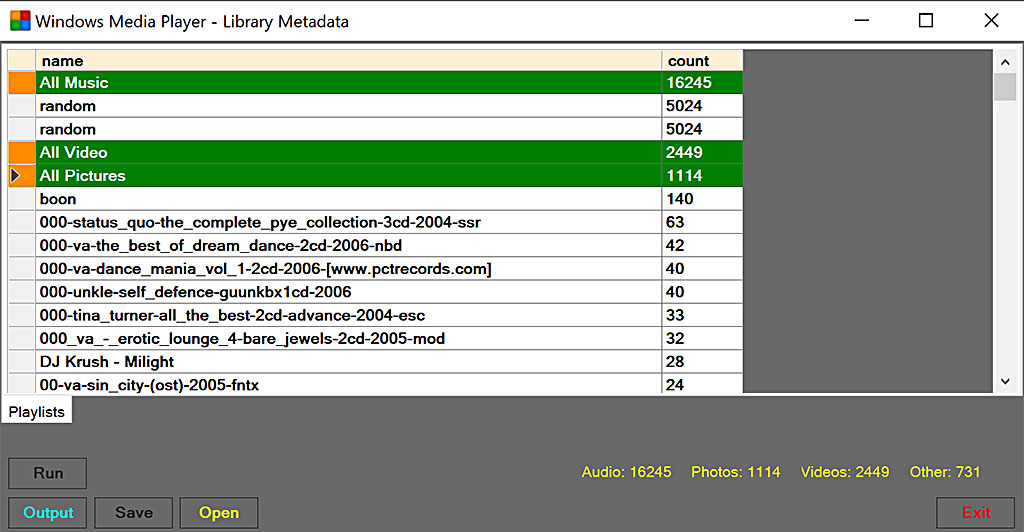 Windows Media Player - Library Metadata
name count
All Music 16245
random 5024
random 5024
All Video 2449
All Pictures 1114
boon 140
000-status_quo-the_complete_pye_collection-3cd-2004-ssr 63
000-va-the_best_of_dream_dance-2cd-2006-nbd 42
000-va-dance_mania_vol_1-2cd-2006-[www.pctrecords.com] 40
000-unkle-self_defence-guunkbx1cd-2006 40
000-tina_turner-all_the_best-2cd-advance-2004-esc 33
000_va_-_erotic_lounge_4-bare_jewels-2cd-2005-mod 32
DJ Krush - Milight 28
00-va-sin_city-(ost)-2005-fntx 24
Playlists
Run Audio: 16245 Photos: 1114 Videos: 2449 Other: 731
Output Save Open Exit